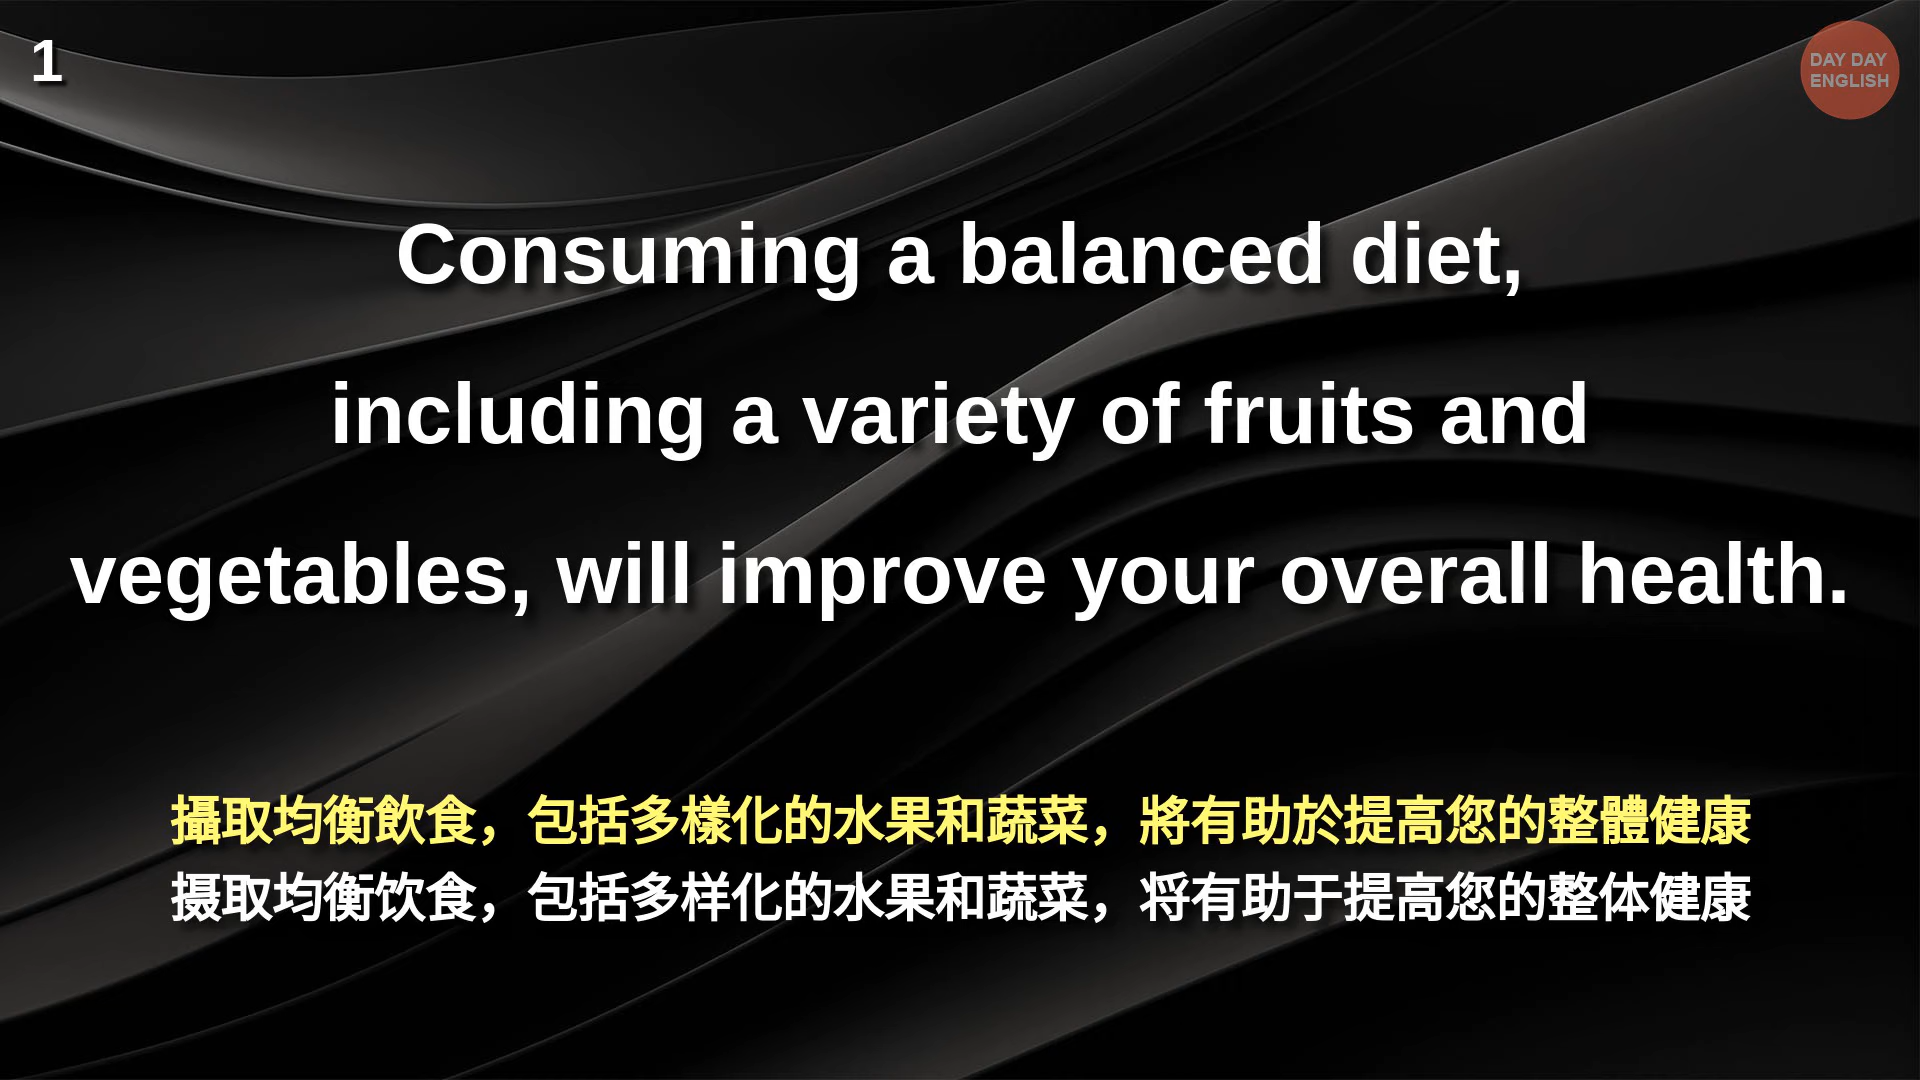 1
DAY DAY
ENGLISH
Consuming a balanced diet,
including a variety of fruits and
vegetables, will improve your overall health.
攝取均衡飲食，包括多樣化的水果和蔬菜，將有助於提高您的整體健康
摄取均衡饮食，包括多样化的水果和蔬菜，将有助于提高您的整体健康